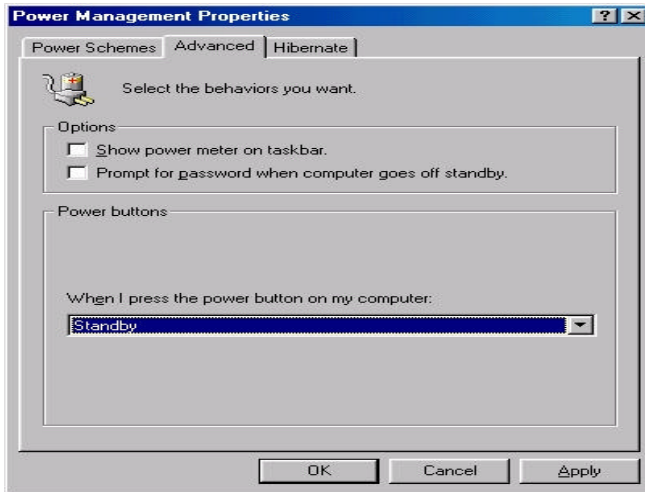 Power Management Properties
Power Schemes Advanced Hibernate
Select the behaviors you want.
Options
Show power meter on taskbar.
Prompt for password when computer goes off standby.
Power buttons
When I press the power button on my computer:
Standby
OK Cancel Apply